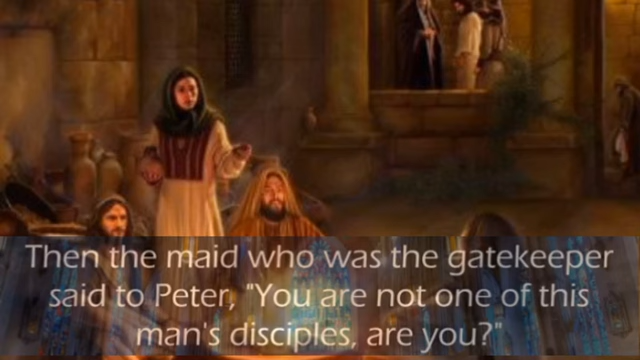 Then the maid who was the gatekeeper
said to Peter, "You are not one of this
man's disciples, are you?"